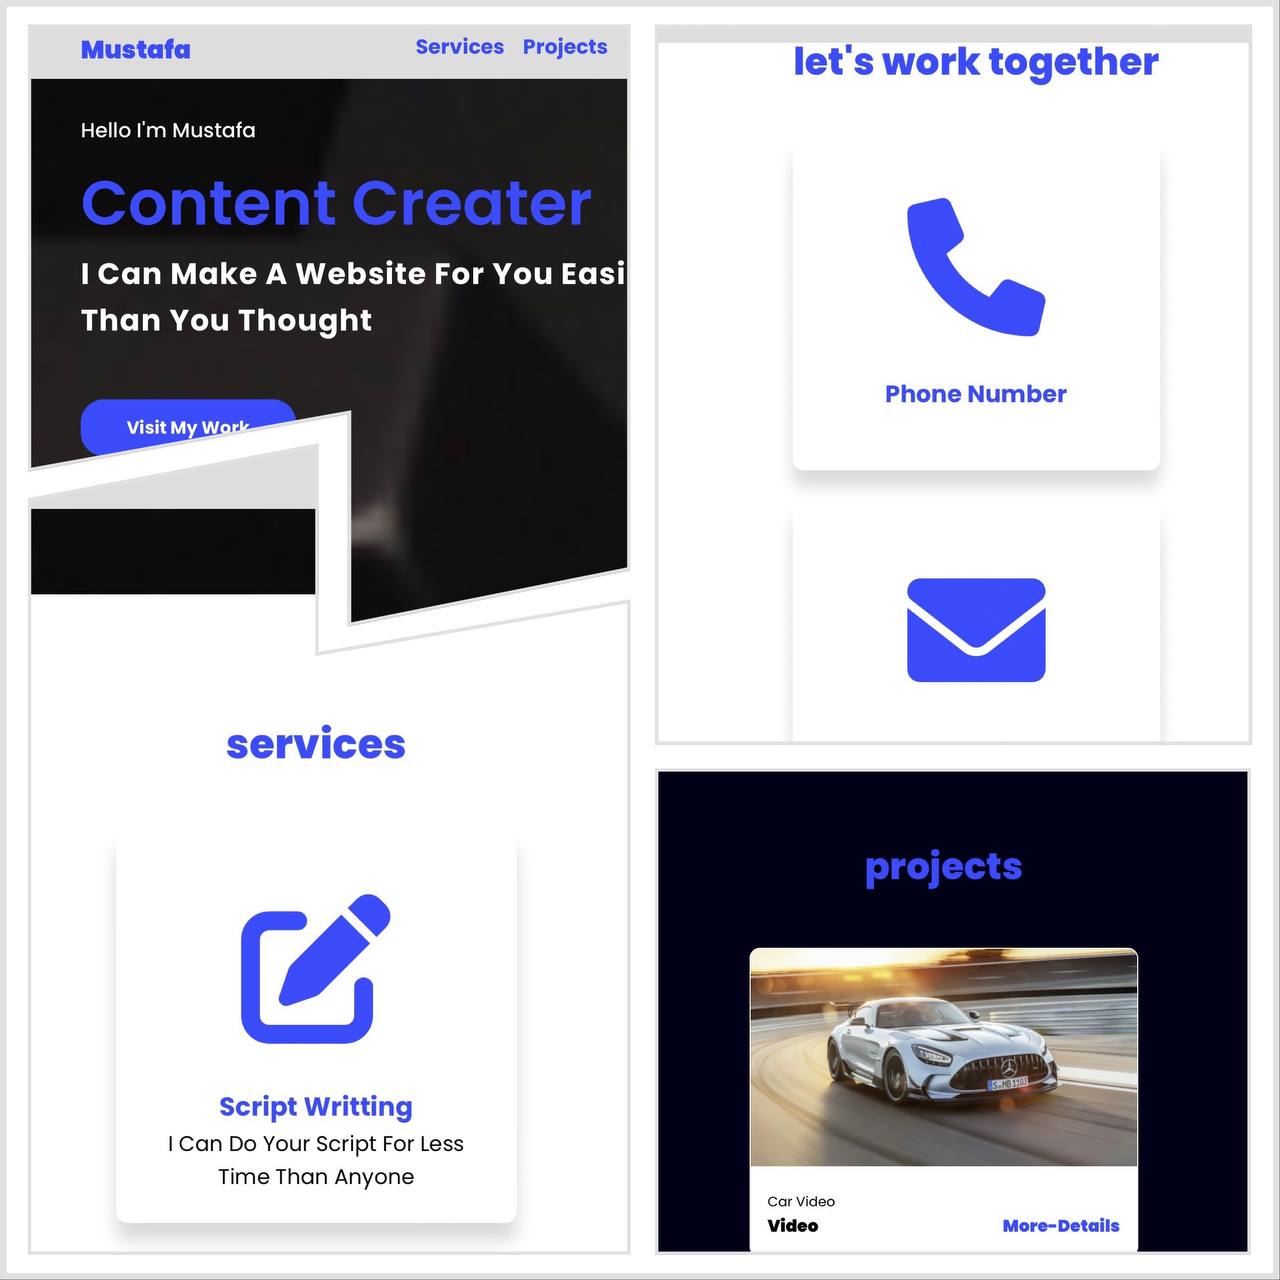 Mustafa
Services Projects
Hello I'm Mustafa
Content Creater
I Can Make A Website For You Easi
Than You Thought
Visit My Work
services
Script Writting
I Can Do Your Script For Less
Time Than Anyone
let's work together
Phone Number
projects
S MB 1103
Car Video
Video
More-Details